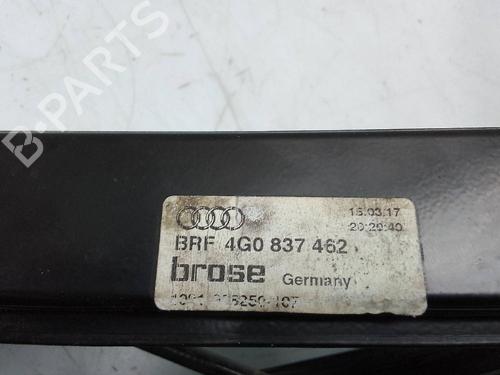 B-PARTS
15.03.17
20:20:40
BRF 4G0 837 462
brose Germany